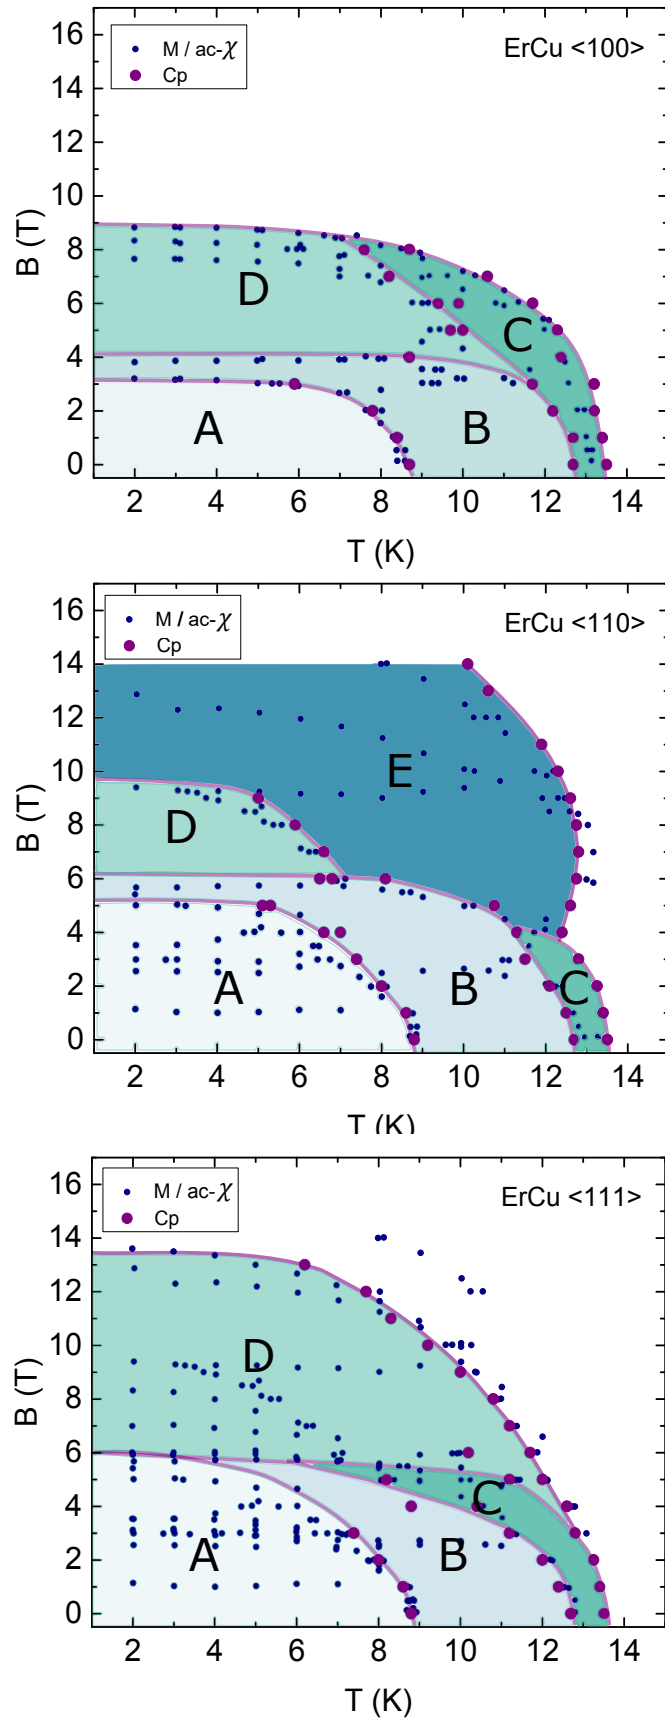 16
14
12
10
8
6
4
2
0
B (T)
M / ac-χ
Cp
ErCu <100>
D
C
A
B
2 4 6 8 10 12 14
T (K)
16
14
12
10
8
6
4
2
0
B (T)
M / ac-χ
Cp
ErCu <110>
E
D
A
B
C
2 4 6 8 10 12 14
T (K)
16
14
12
10
8
6
4
2
0
B (T)
M / ac-χ
Cp
ErCu <111>
D
C
A
B
2 4 6 8 10 12 14
T (K)